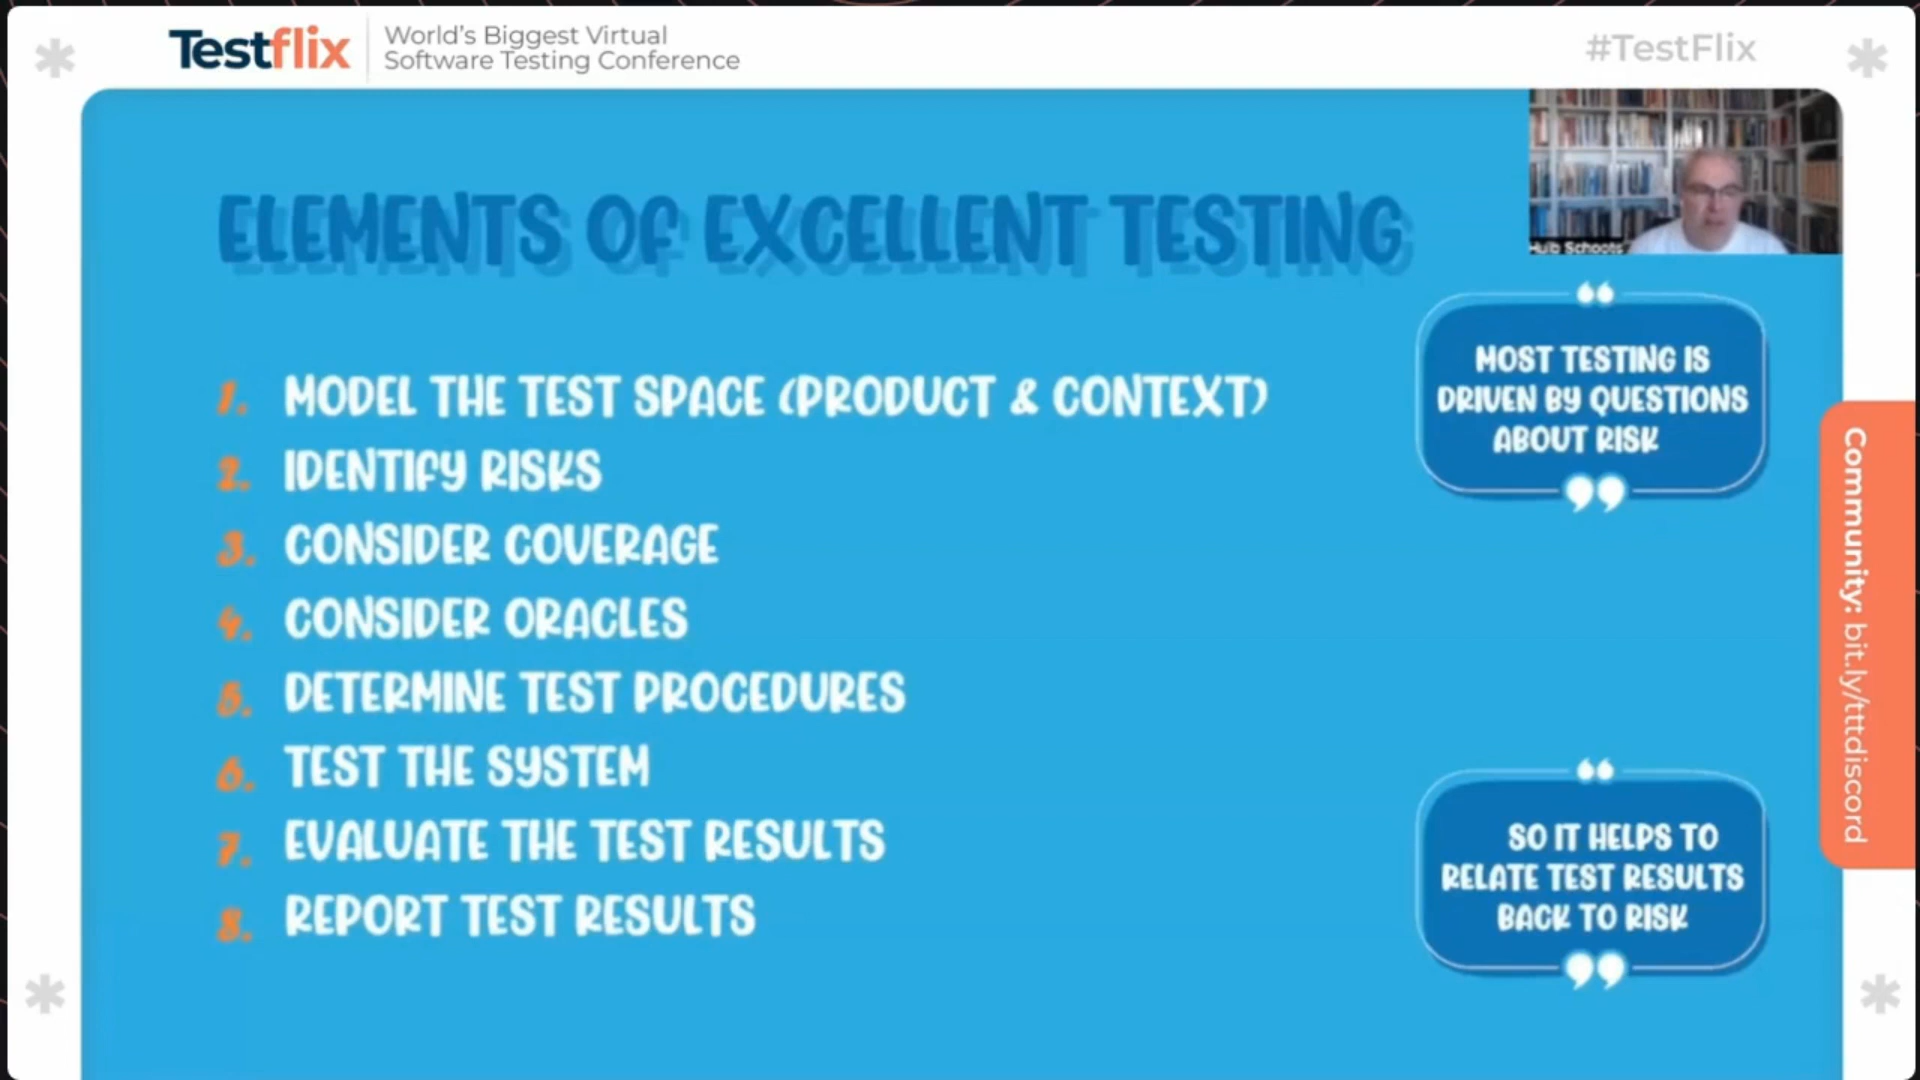 Testflix
World's Biggest Virtual
Software Testing Conference
#TestFlix
ELEMENTS OF EXCELLENT TESTING
Huib Schoots
1. MODEL THE TEST SPACE (PRODUCT & CONTEXT)
2. IDENTIFY RISKS
3. CONSIDER COVERAGE
4. CONSIDER ORACLES
5. DETERMINE TEST PROCEDURES
6. TEST THE SYSTEM
7. EVALUATE THE TEST RESULTS
8. REPORT TEST RESULTS
“
MOST TESTING IS
DRIVEN BY QUESTIONS
ABOUT RISK
”
“
SO IT HELPS TO
RELATE TEST RESULTS
BACK TO RISK
”
Community: bit.ly/tttdiscord